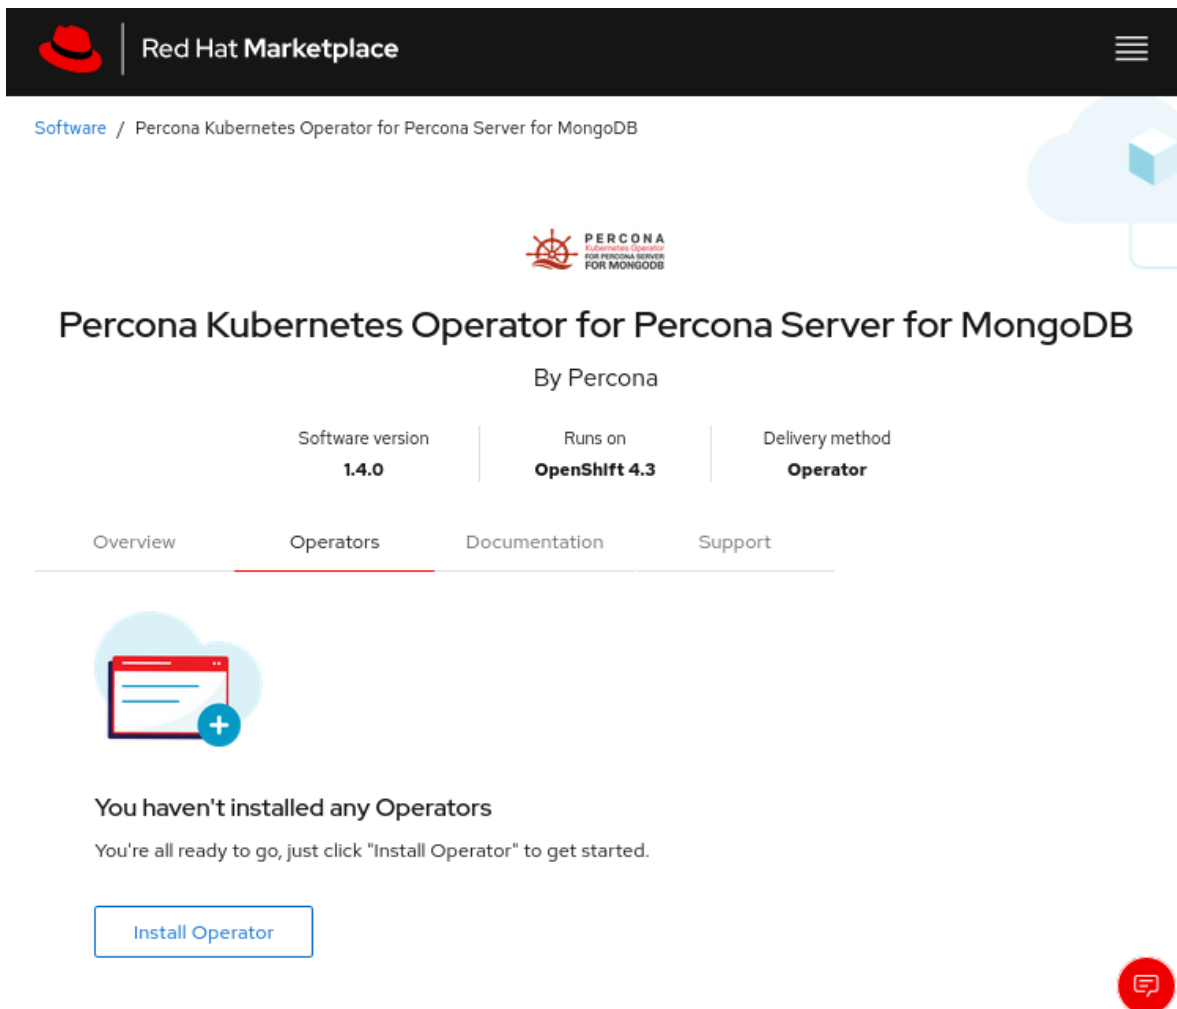 Red Hat Marketplace
Software / Percona Kubernetes Operator for Percona Server for MongoDB
PERCONA
Kubernetes Operator
FOR PERCONA SERVER
FOR MONGODB
Percona Kubernetes Operator for Percona Server for MongoDB
By Percona
Software version Runs on Delivery method
1.4.0 OpenShift 4.3 Operator
Overview Operators Documentation Support
You haven't installed any Operators
You're all ready to go, just click "Install Operator" to get started.
Install Operator